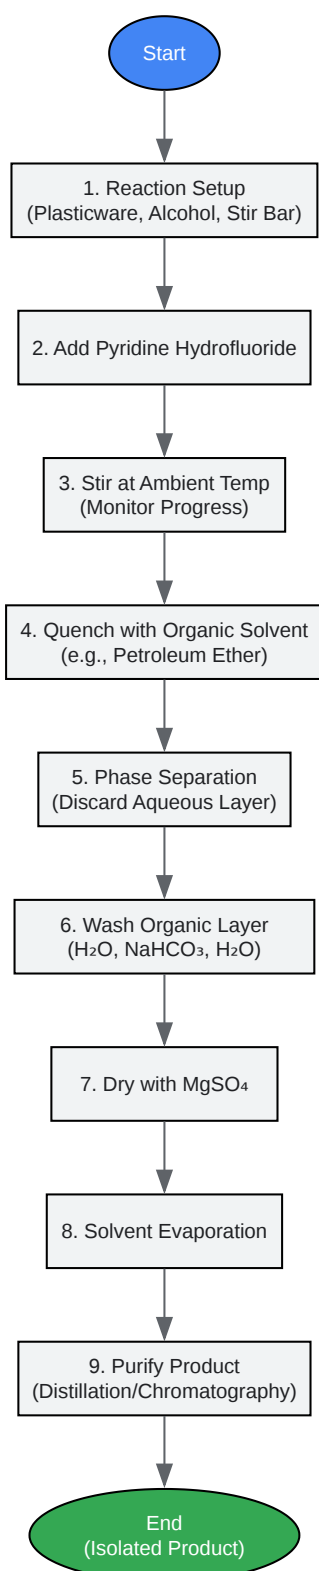 Start
1. Reaction Setup
(Plasticware, Alcohol, Stir Bar)
2. Add Pyridine Hydrofluoride
3. Stir at Ambient Temp
(Monitor Progress)
4. Quench with Organic Solvent
(e.g., Petroleum Ether)
5. Phase Separation
(Discard Aqueous Layer)
6. Wash Organic Layer
(H₂O, NaHCO₃, H₂O)
7. Dry with MgSO₄
8. Solvent Evaporation
9. Purify Product
(Distillation/Chromatography)
End
(Isolated Product)